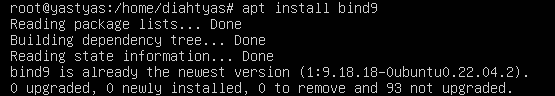 root@yastyas:/home/diahtyas# apt install bind9
Reading package lists... Done
Building dependency tree... Done
Reading state information... Done
bind9 is already the newest version (1:9.18.18-0ubuntu0.22.04.2).
0 upgraded, 0 newly installed, 0 to remove and 93 not upgraded.